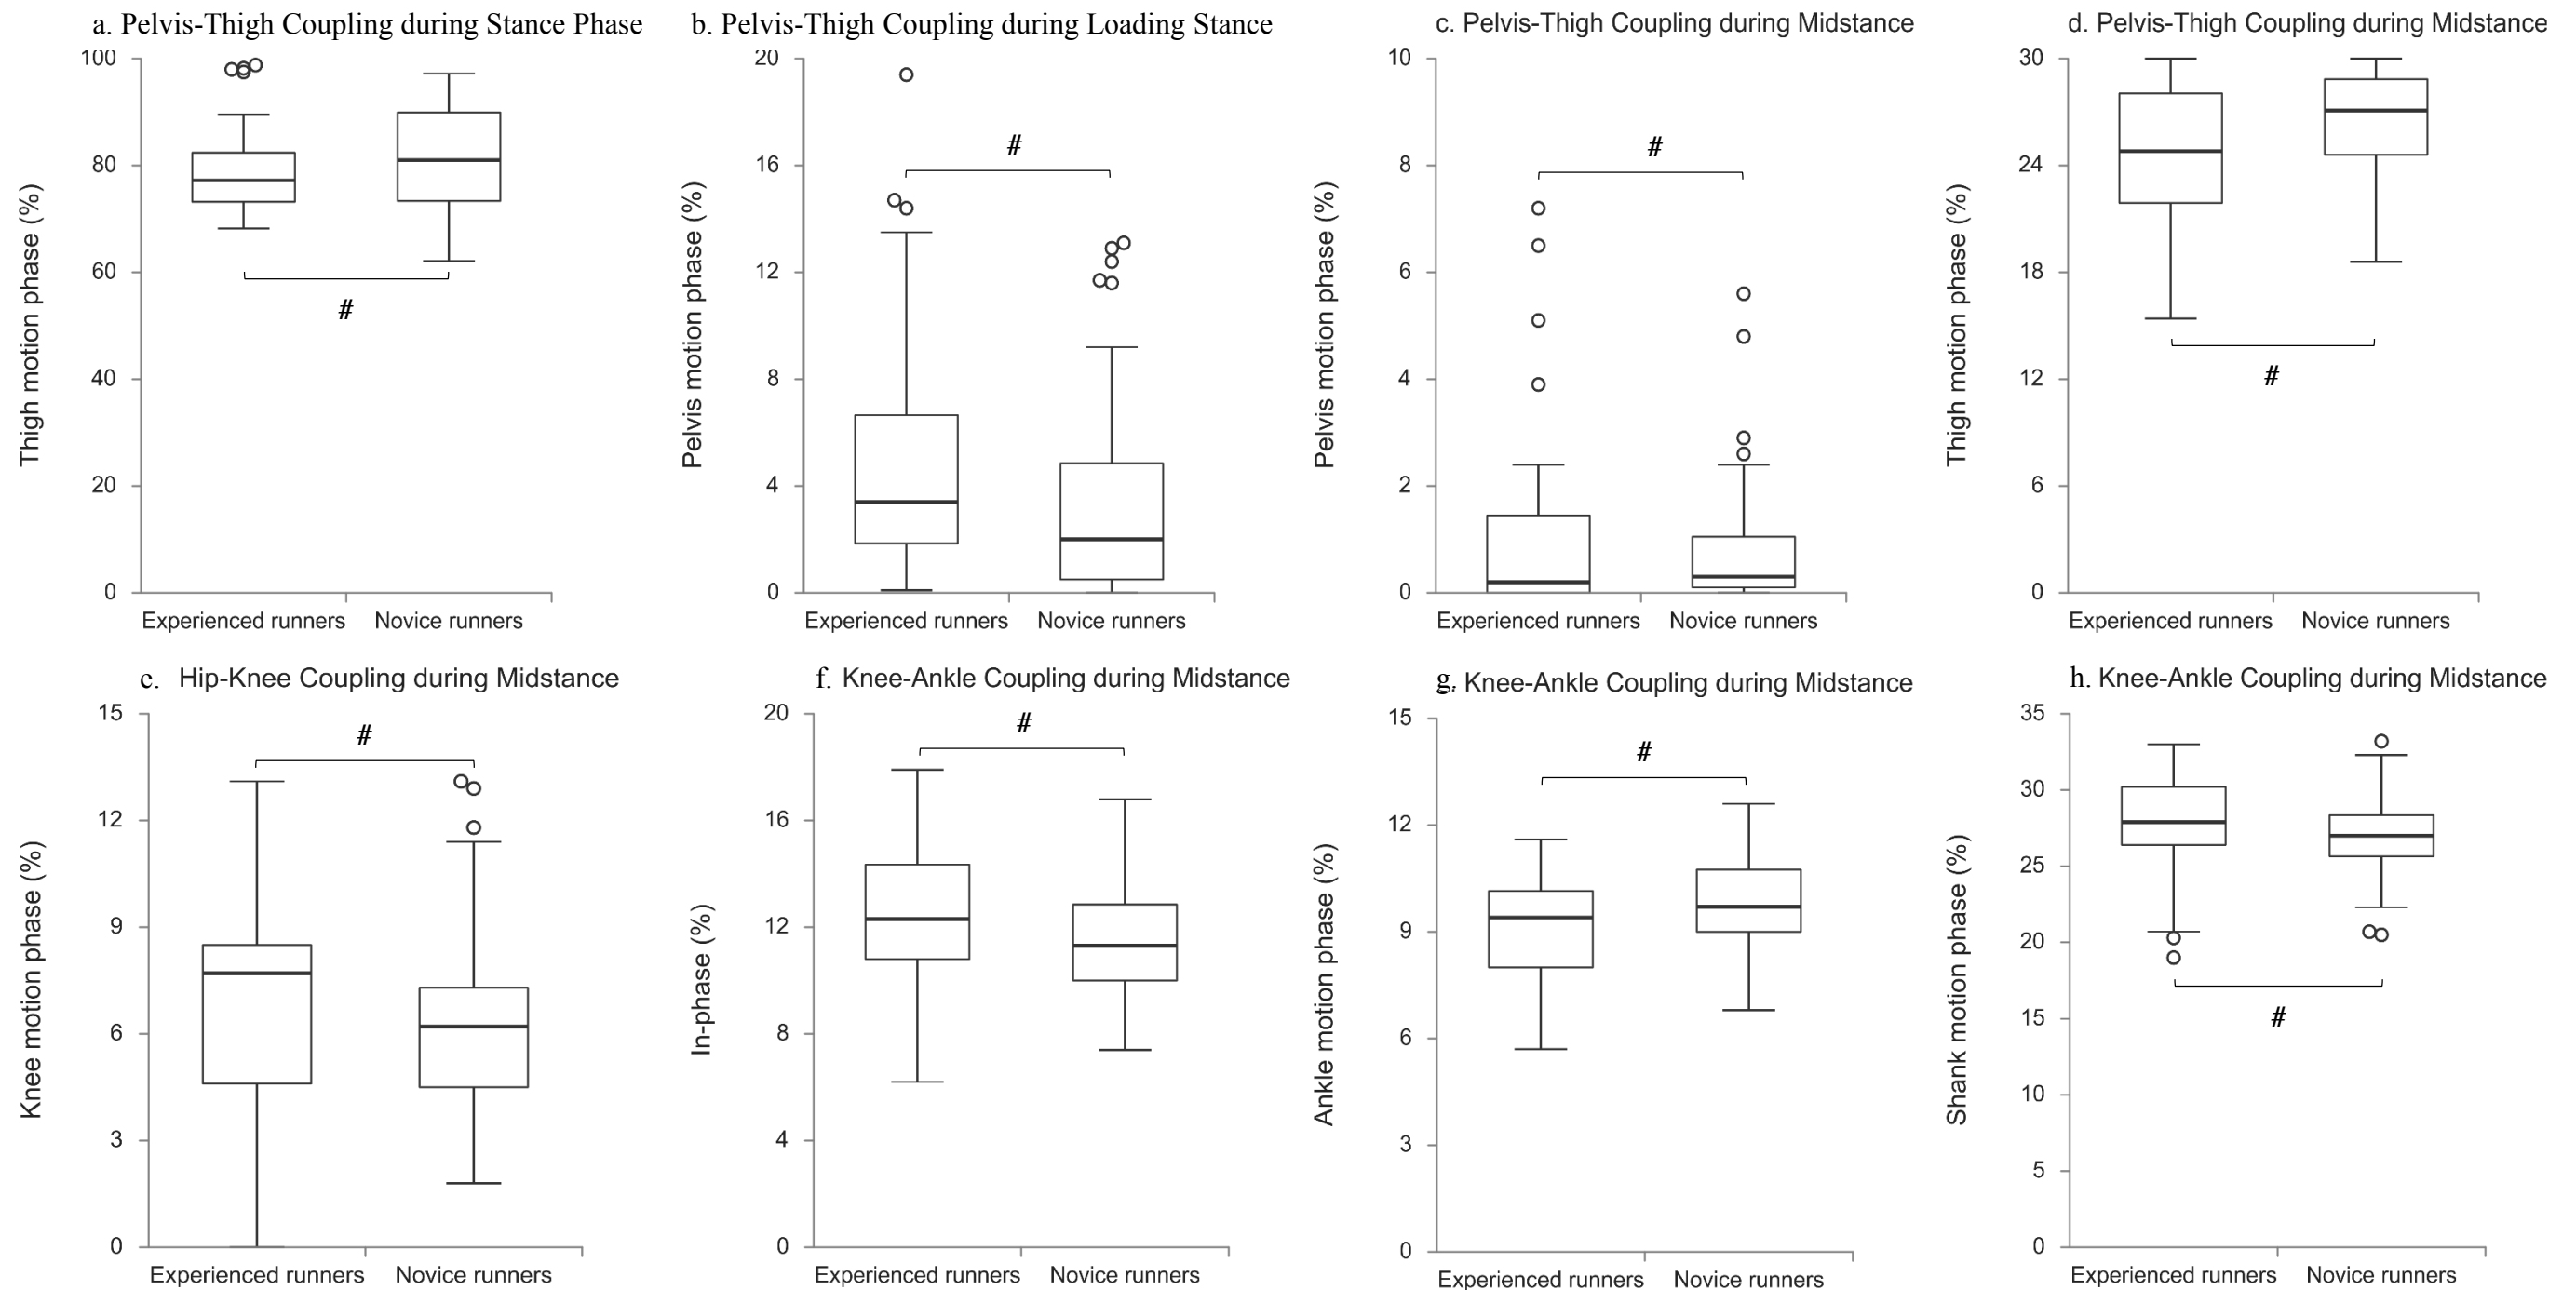 a. Pelvis-Thigh Coupling during Stance Phase
Thigh motion phase (%)
100
80
60
40
20
0
#
Experienced runners
Novice runners
b. Pelvis-Thigh Coupling during Loading Stance
Pelvis motion phase (%)
20
16
12
8
4
0
#
Experienced runners
Novice runners
c. Pelvis-Thigh Coupling during Midstance
Pelvis motion phase (%)
10
8
6
4
2
0
#
Experienced runners
Novice runners
d. Pelvis-Thigh Coupling during Midstance
Thigh motion phase (%)
30
24
18
12
6
0
#
Experienced runners
Novice runners
e. Hip-Knee Coupling during Midstance
Knee motion phase (%)
15
12
9
6
3
0
#
Experienced runners
Novice runners
f. Knee-Ankle Coupling during Midstance
In-phase (%)
20
16
12
8
4
0
#
Experienced runners
Novice runners
g. Knee-Ankle Coupling during Midstance
Ankle motion phase (%)
15
12
9
6
3
0
#
Experienced runners
Novice runners
h. Knee-Ankle Coupling during Midstance
Shank motion phase (%)
35
30
25
20
15
10
5
0
#
Experienced runners
Novice runners